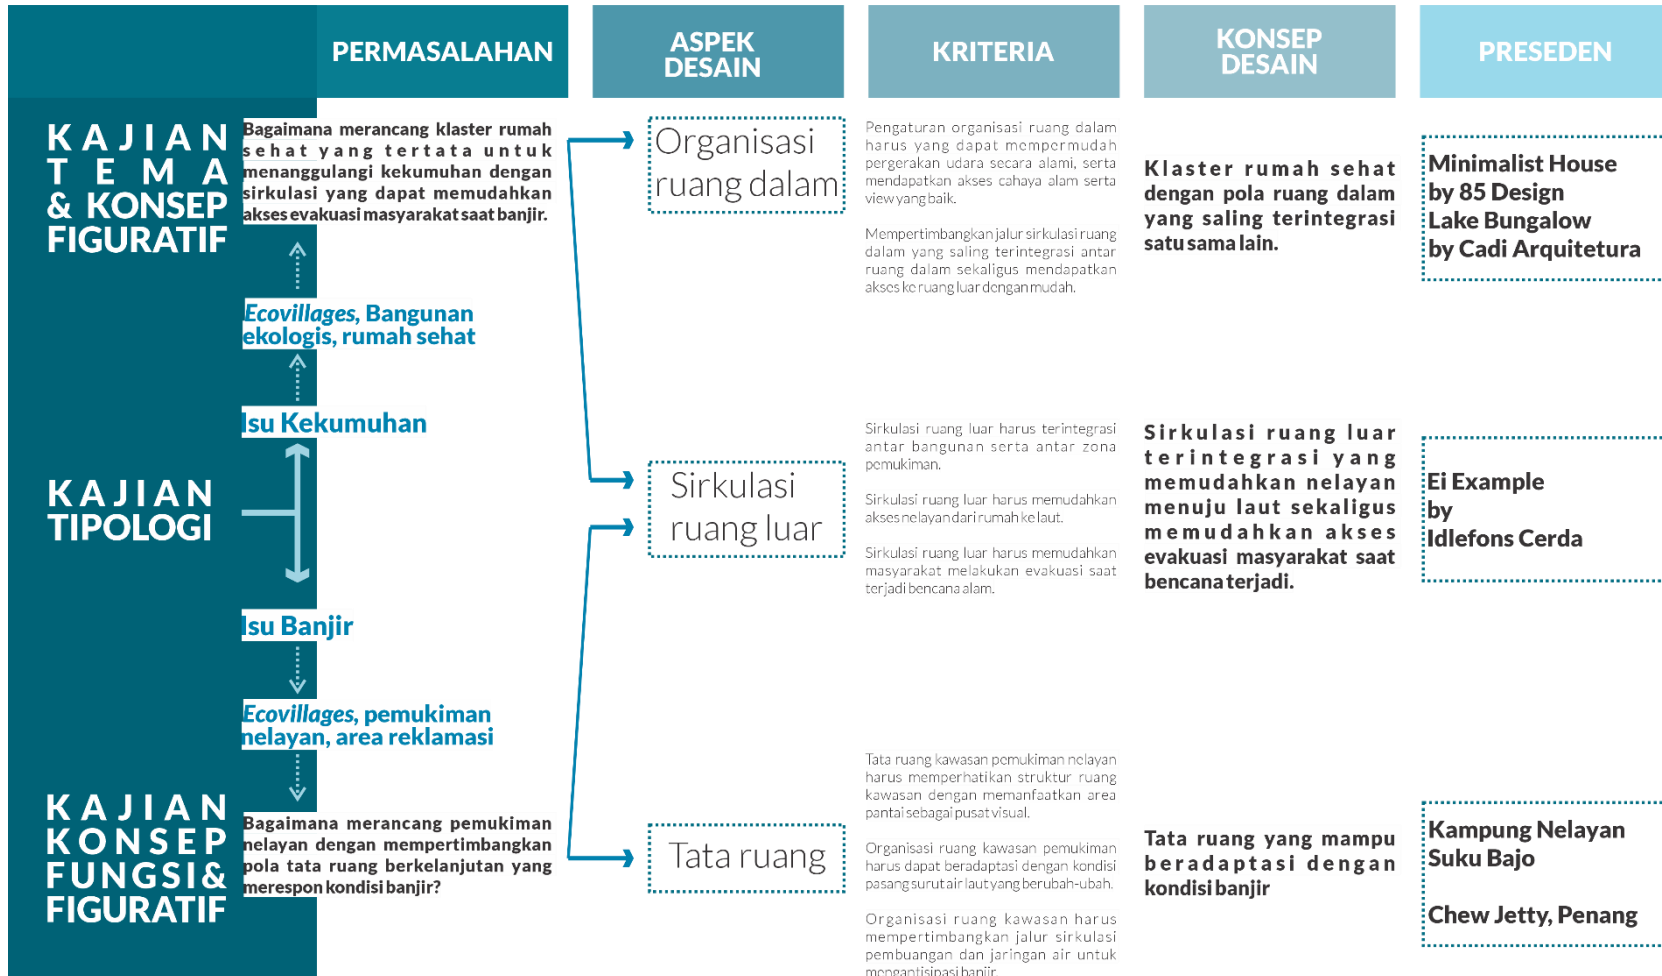 PERMASALAHAN
ASPEK
DESAIN
KRITERIA
KONSEP
DESAIN
PRESEDEN
KAJIAN
TEMA
& KONSEP
FIGURATIF
Bagaimana merancang klaster rumah
sehat yang tertata untuk
menanggulangi kekumuhan dengan
sirkulasi yang dapat memudahkan
akses evakuasi masyarakat saat banjir.
Ecovillages, Bangunan
ekologis, rumah sehat
Isu Kekumuhan
KAJIAN
TIPOLOGI
Isu Banjir
Ecovillages, pemukiman
nelayan, area reklamasi
KAJIAN
KONSEP
FUNGSI&
FIGURATIF
Bagaimana merancang pemukiman
nelayan dengan mempertimbangkan
pola tata ruang berkelanjutan yang
merespon kondisi banjir?
Organisasi
ruang dalam
Pengaturan organisasi ruang dalam
harus yang dapat mempermudah
pergerakan udara secara alami, serta
mendapatkan akses cahaya alam serta
view yang baik.
Mempertimbangkan jalur sirkulasi ruang
dalam yang saling terintegrasi antar
ruang dalam sekaligus mendapatkan
akses ke ruang luar dengan mudah.
Klaster rumah sehat
dengan pola ruang dalam
yang saling terintegrasi
satu sama lain.
Minimalist House
by 85 Design
Lake Bungalow
by Cadi Arquitetura
Sirkulasi
ruang luar
Sirkulasi ruang luar harus terintegrasi
antar bangunan serta antar zona
pemukiman.
Sirkulasi ruang luar harus memudahkan
akses nelayan dari rumah ke laut.
Sirkulasi ruang luar harus memudahkan
masyarakat melakukan evakuasi saat
terjadi bencana alam.
Sirkulasi ruang luar
terintegrasi yang
memudahkan nelayan
menuju laut sekaligus
memudahkan akses
evakuasi masyarakat saat
bencana terjadi.
Ei Example
by
Idlefons Cerda
Tata ruang
Tata ruang kawasan pemukiman nelayan
harus memperhatikan struktur ruang
kawasan dengan memanfaatkan area
pantai sebagai pusat visual.
Organisasi ruang kawasan pemukiman
harus dapat beradaptasi dengan kondisi
pasang surut air laut yang berubah-ubah.
Organisasi ruang kawasan harus
mempertimbangkan jalur sirkulasi
pembuangan dan jaringan air untuk
mengantisipasi banjir.
Tata ruang yang mampu
beradaptasi dengan
kondisi banjir
Kampung Nelayan
Suku Bajo
Chew Jetty, Penang